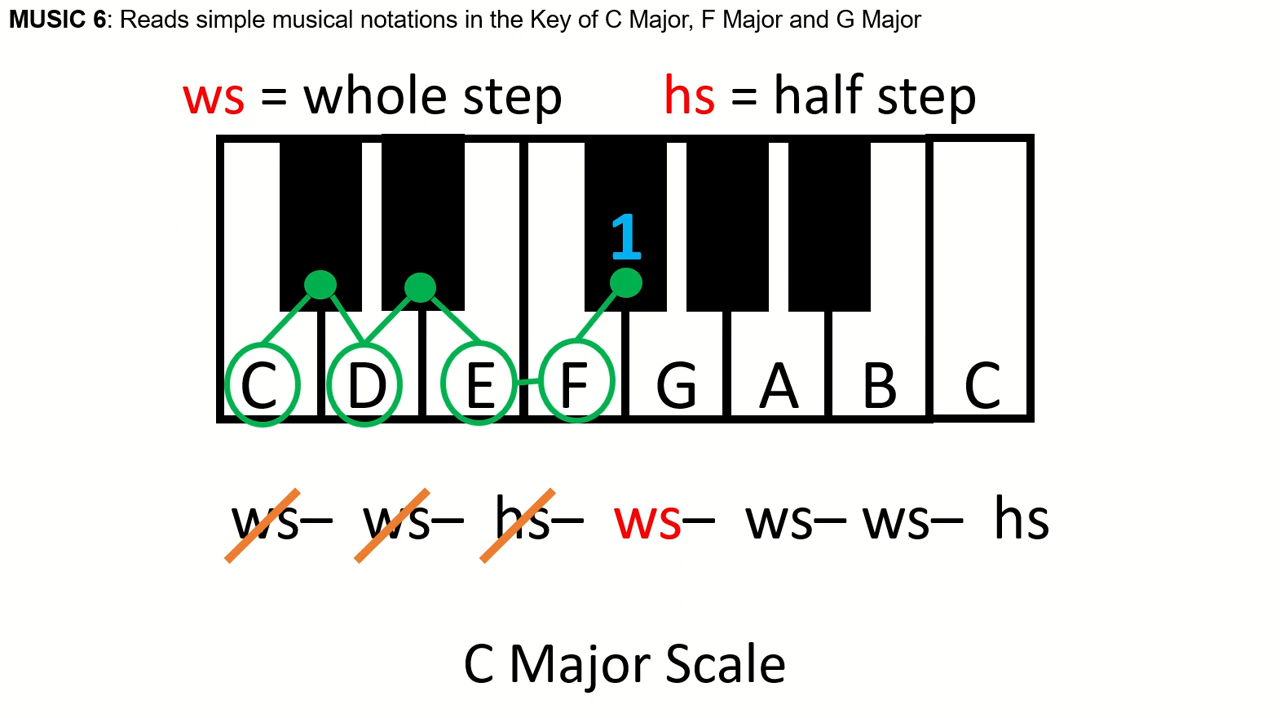 MUSIC 6: Reads simple musical notations in the Key of C Major, F Major and G Major
ws = whole step hs = half step
1
C D E F G A B C
ws– ws– hs– ws– ws– ws– hs
C Major Scale